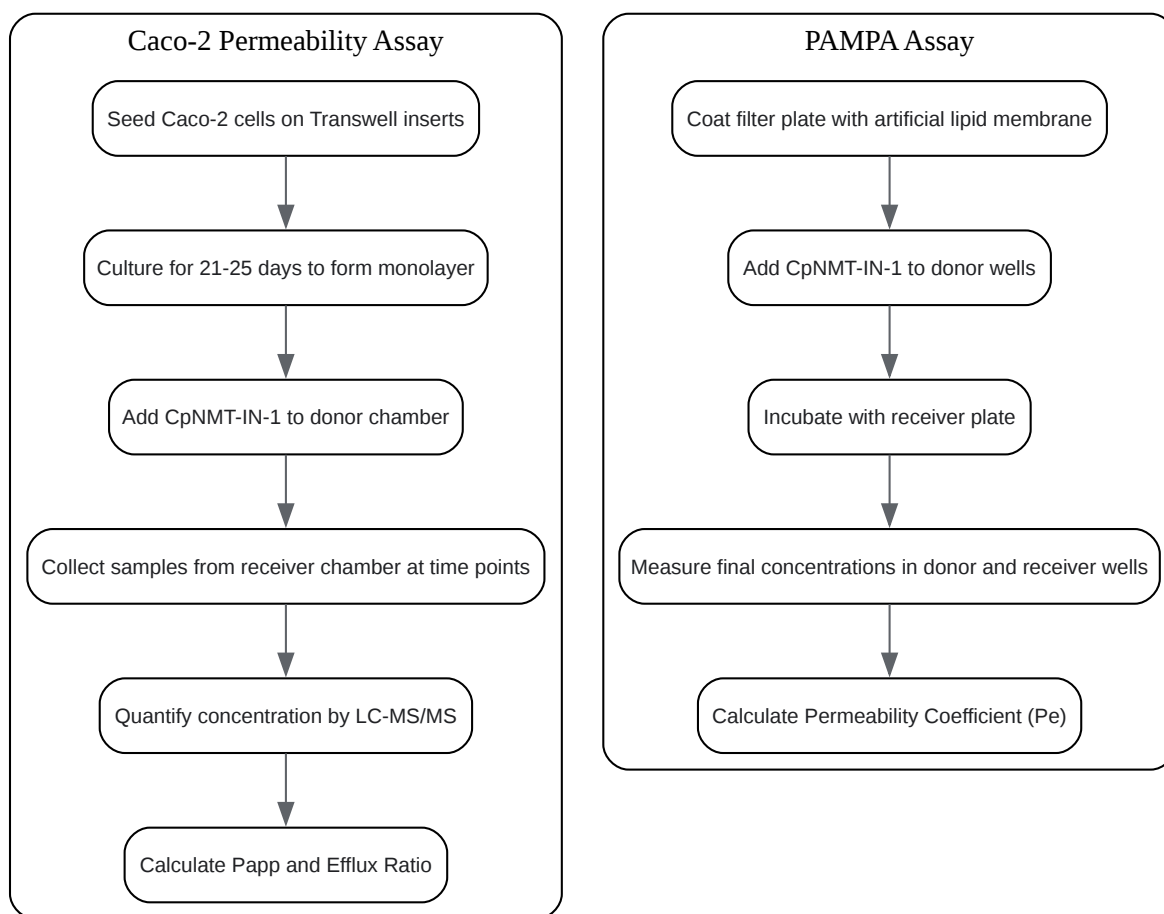 Caco-2 Permeability Assay
Seed Caco-2 cells on Transwell inserts
Culture for 21-25 days to form monolayer
Add CpNMT-IN-1 to donor chamber
Collect samples from receiver chamber at time points
Quantify concentration by LC-MS/MS
Calculate Papp and Efflux Ratio
PAMPA Assay
Coat filter plate with artificial lipid membrane
Add CpNMT-IN-1 to donor wells
Incubate with receiver plate
Measure final concentrations in donor and receiver wells
Calculate Permeability Coefficient (Pe)